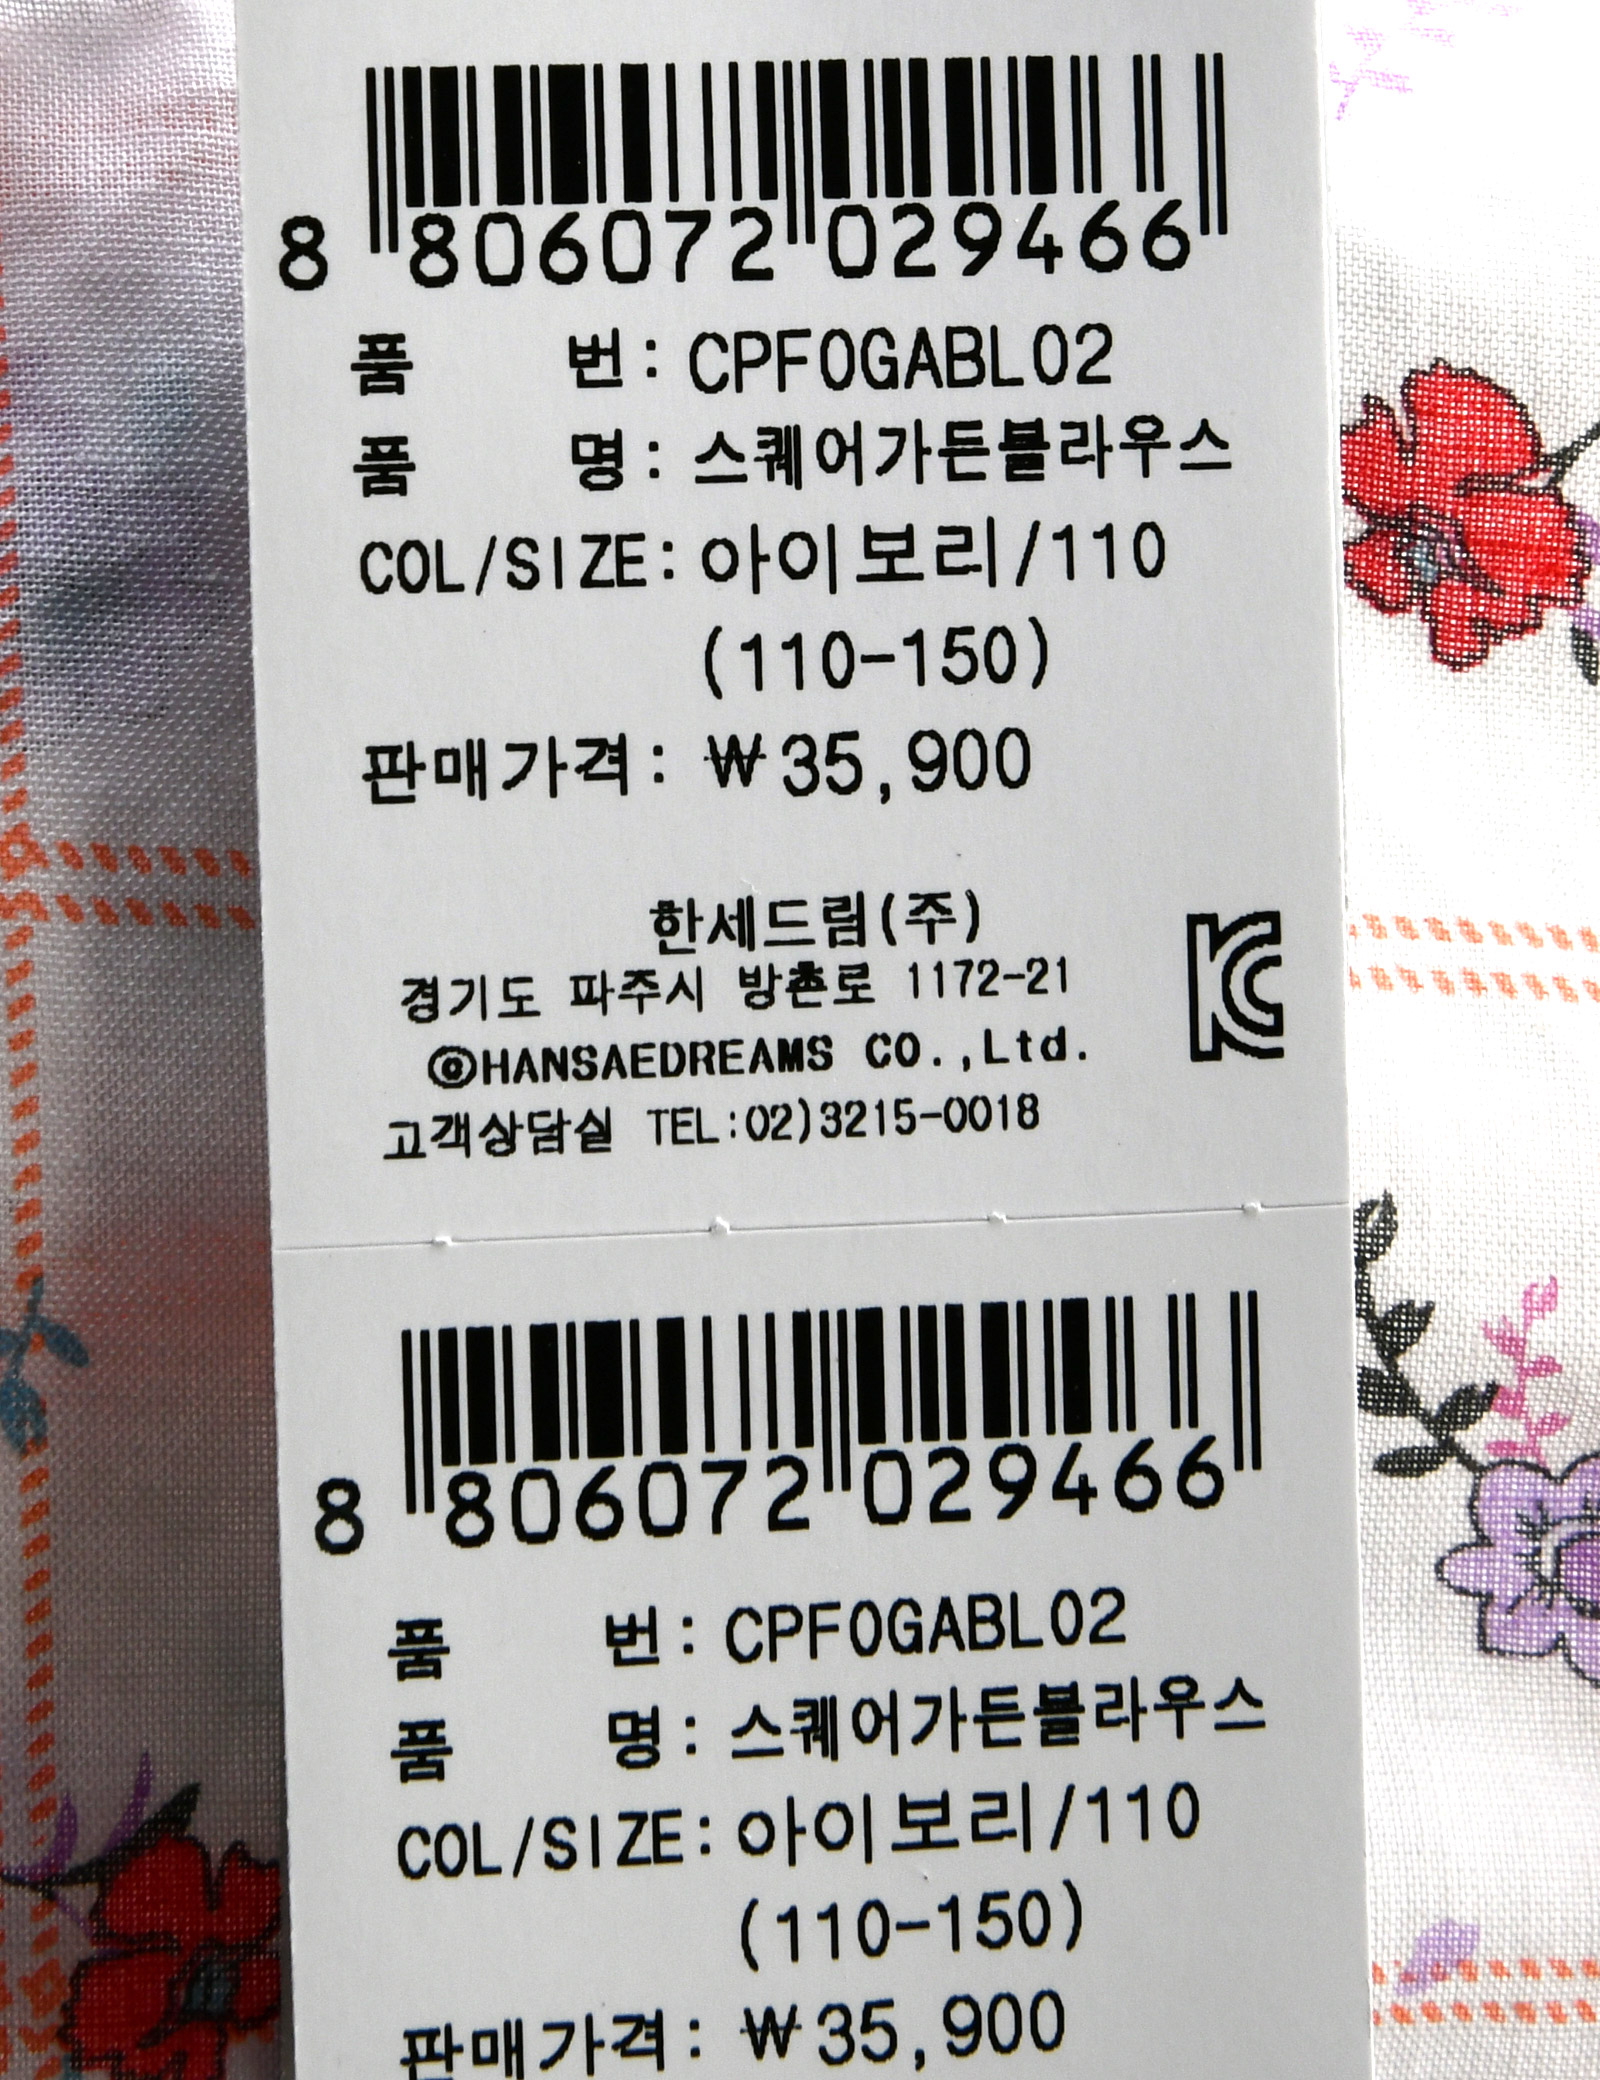 8 806072 029466
품 번: CPF0GABL02
품 명: 스퀘어가든블라우스
COL/SIZE: 아이보리/110
(110-150)
판매가격: ₩35,900
한세드림(주)
경기도 파주시 방촌로 1172-21
ⓒHANSAEDREAMS CO.,Ltd.
고객상담실 TEL:02)3215-0018
8 806072 029466
품 번: CPF0GABL02
품 명: 스퀘어가든블라우스
COL/SIZE: 아이보리/110
(110-150)
판매가격: ₩35,900